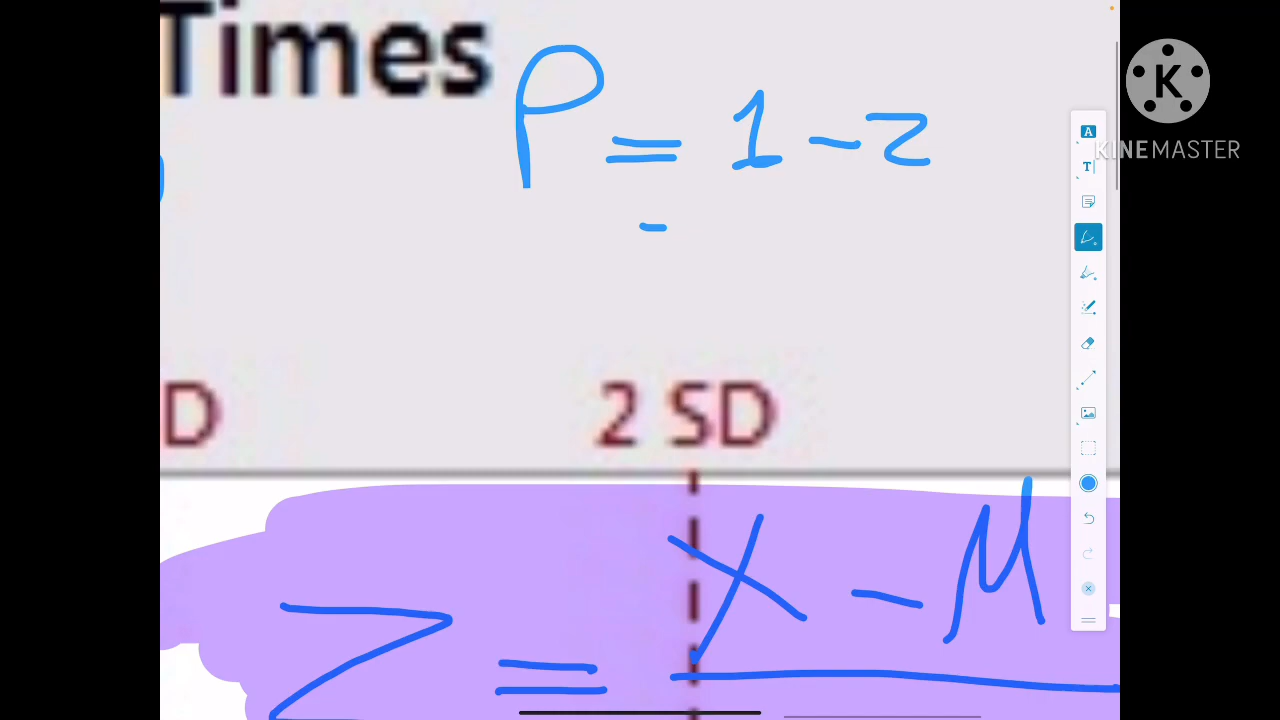 Times
P = 1 - z
-
D
2 SD
X - M
Z =
A
T
K
KINEMASTER